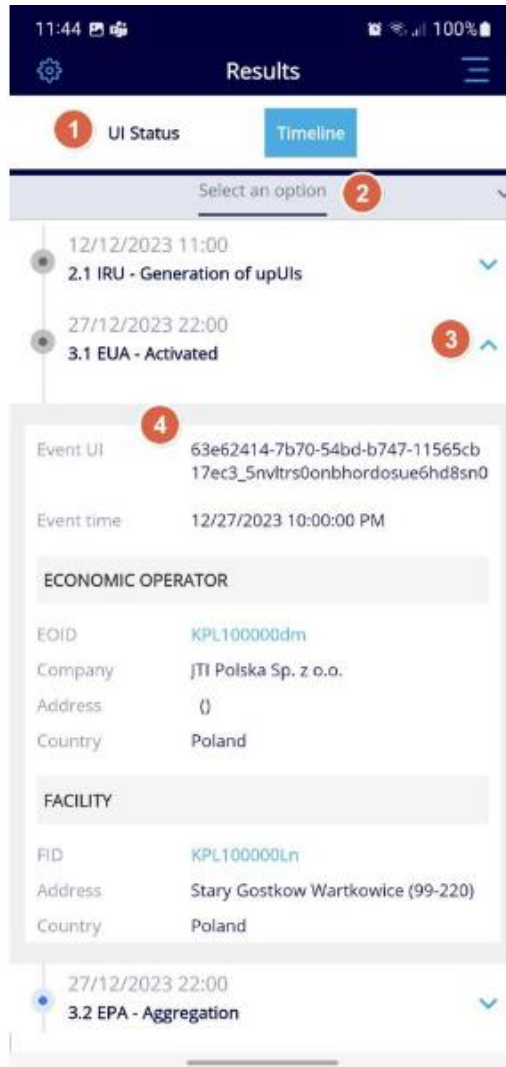 11:44 100%
Results
1 UI Status Timeline
Select an option 2
12/12/2023 11:00
2.1 IRU - Generation of upUIs
27/12/2023 22:00
3.1 EUA - Activated 3
4
Event UI 63e62414-7b70-54bd-b747-11565cb
17ec3_5nvltrs0onbhordosue6hd8sn0
Event time 12/27/2023 10:00:00 PM
ECONOMIC OPERATOR
EOID KPL100000dm
Company JTI Polska Sp. z o.o.
Address ()
Country Poland
FACILITY
FID KPL100000Ln
Address Stary Gostkow Wartkowice (99-220)
Country Poland
27/12/2023 22:00
3.2 EPA - Aggregation